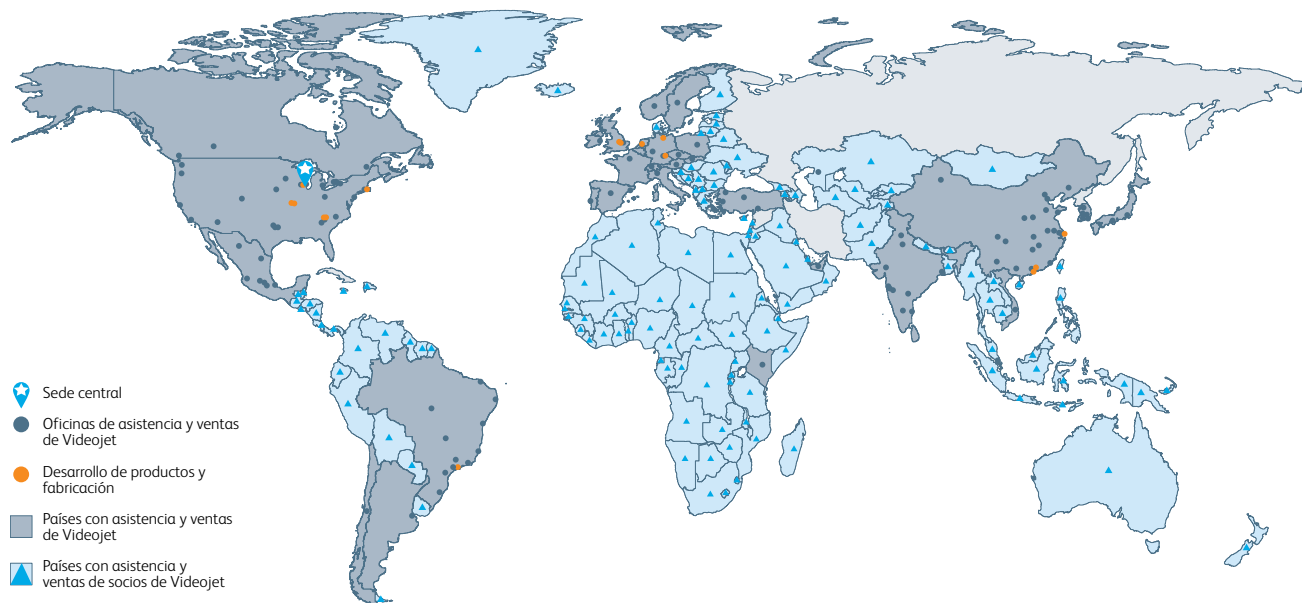 Sede central
Oficinas de asistencia y ventas
de Videojet
Desarrollo de productos y
fabricación
Países con asistencia y ventas
de Videojet
Países con asistencia y
ventas de socios de Videojet